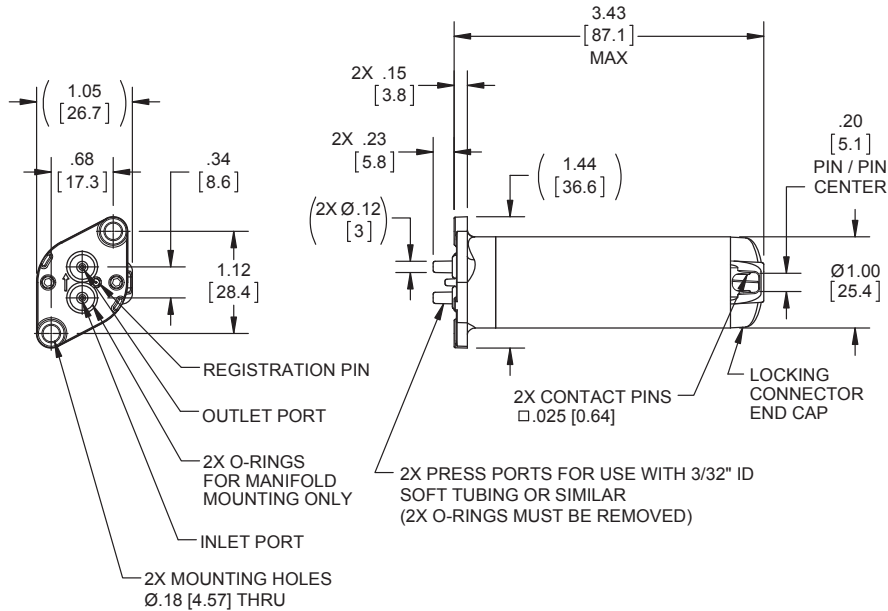 3.43
[87.1]
MAX
2X .15
[3.8]
(1.05
[26.7])
.20
[5.1]
PIN / PIN
CENTER
2X .23
[5.8]
.68
[17.3]
.34
[8.6]
(1.44
[36.6])
(2X Ø.12
[3])
1.12
[28.4]
Ø1.00
[25.4]
REGISTRATION PIN
OUTLET PORT
2X O-RINGS
FOR MANIFOLD
MOUNTING ONLY
INLET PORT
2X MOUNTING HOLES
Ø.18 [4.57] THRU
2X CONTACT PINS
□.025 [0.64]
LOCKING
CONNECTOR
END CAP
2X PRESS PORTS FOR USE WITH 3/32" ID
SOFT TUBING OR SIMILAR
(2X O-RINGS MUST BE REMOVED)